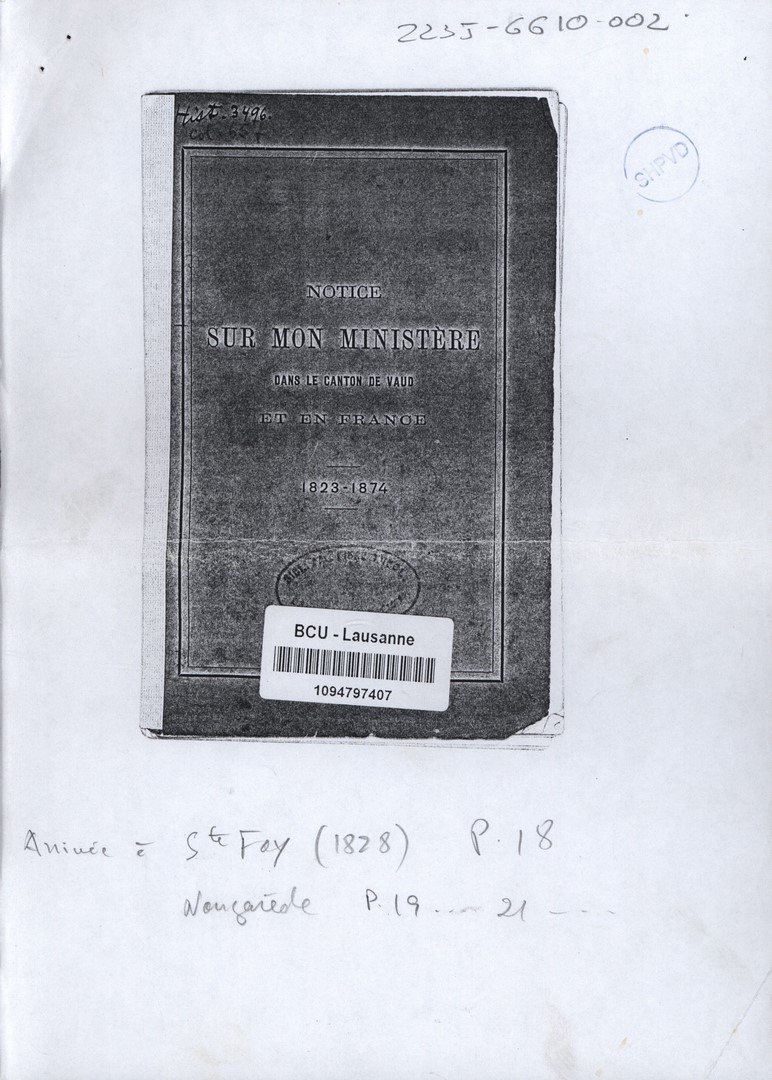 223J-6610-002
Hist. 3496.
SHPVD
NOTICE
SUR MON MINISTÈRE
DANS LE CANTON DE VAUD
ET EN FRANCE
1823-1874
BCU - Lausanne
1094797407
Arrivée à Ste Foy (1828) P. 18
Nougarède P. 19 .... 21 - ....